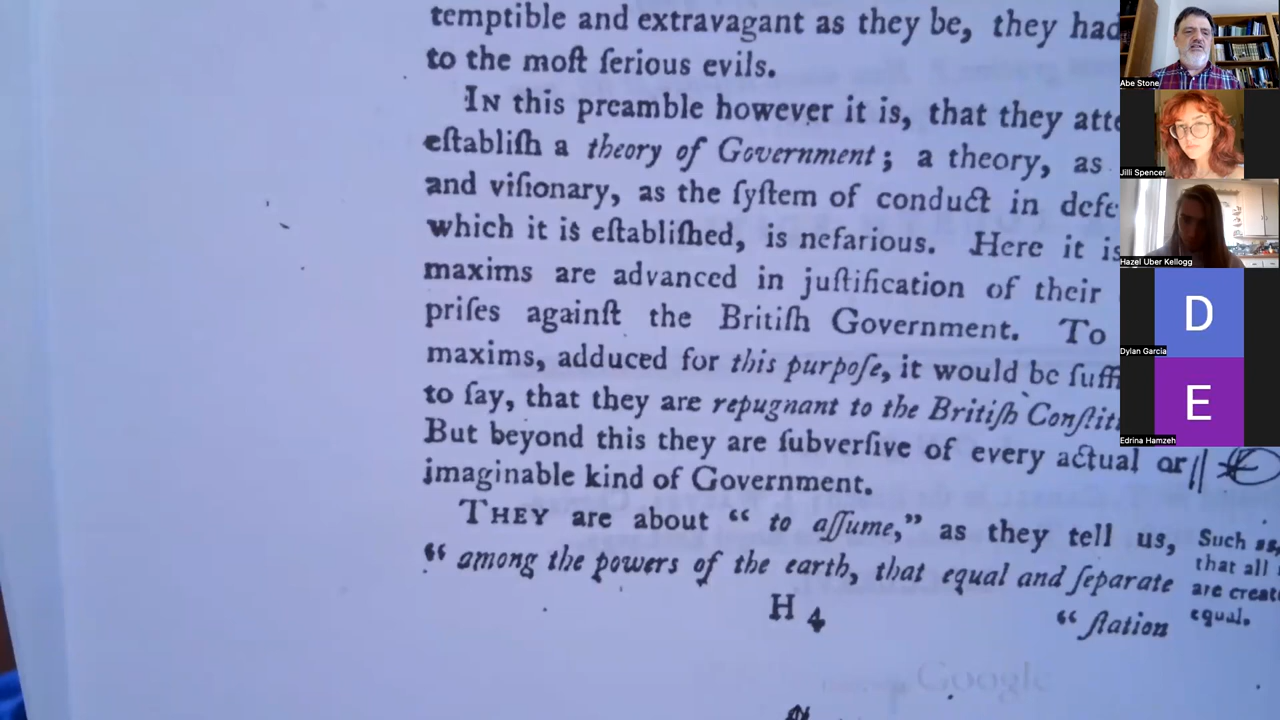 temptible and extravagant as they be, they had
to the moſt ſerious evils.
IN this preamble however it is, that they
eſtabliſh a theory of Government; a theory, as
and viſionary, as the ſyſtem of conduct in
which it is eſtabliſhed, is nefarious. Here it is
maxims are advanced in juſtification of their
priſes againſt the Britiſh Government. To
maxims, adduced for this purpoſe, it would be
to ſay, that they are repugnant to the Britiſh
But beyond this they are ſubverſive of every actual or
imaginable kind of Government.
THEY are about “ to aſſume,” as they tell us,
“ among the powers of the earth, that equal and ſeparate
H 4
“ ſtation
Such as,
that all
are
equal.
Google
Abe Stone
Jilli Spencer
Hazel Uber Kellogg
D
Dylan Garcia
E
Edrina Hamzeh